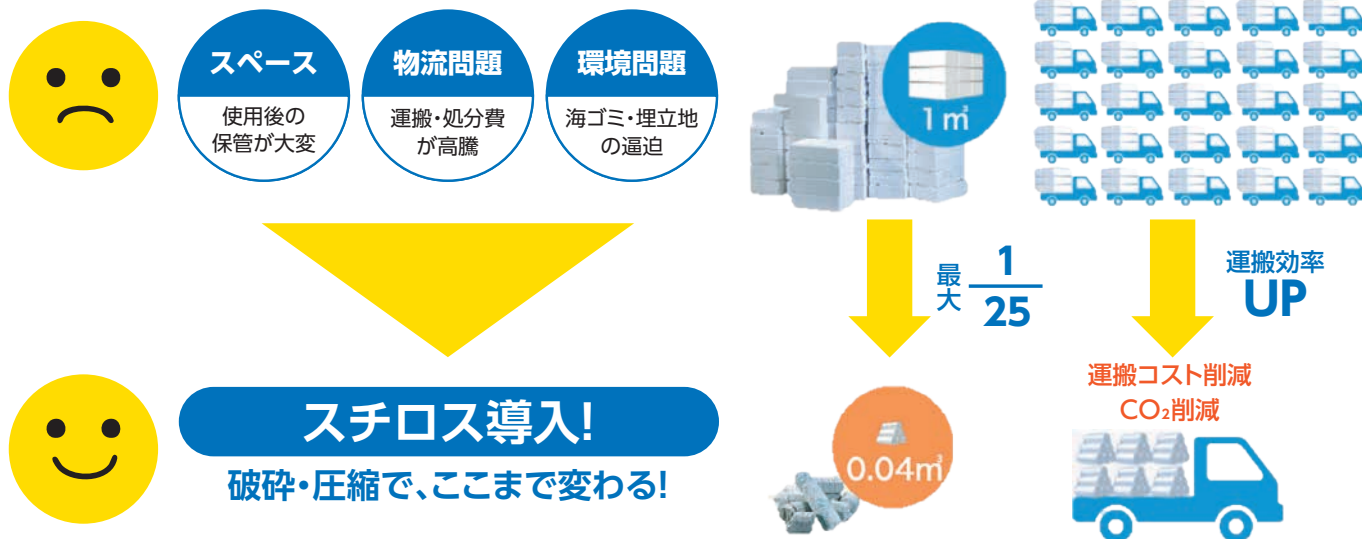 スペース
使用後の
保管が大変
物流問題
運搬・処分費
が高騰
環境問題
海ゴミ・埋立地
の逼迫
1㎥
最大
1
25
運搬効率
UP
スチロス導入!
破砕・圧縮で、ここまで変わる!
0.04㎥
運搬コスト削減
CO₂削減